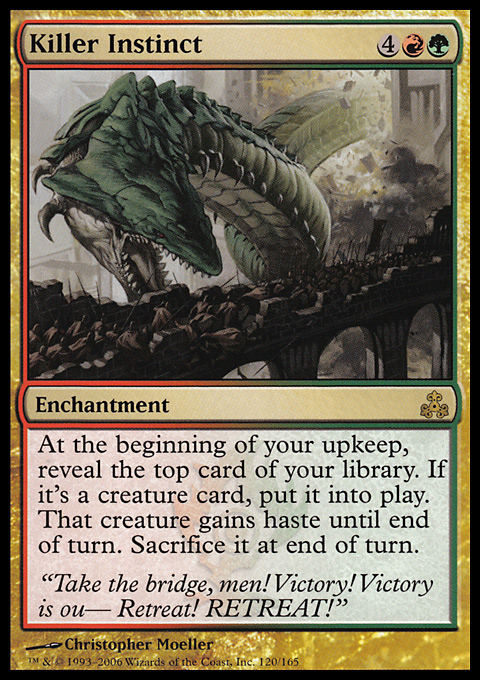 Killer Instinct 4
Enchantment
At the beginning of your upkeep,
reveal the top card of your library. If
it's a creature card, put it into play.
That creature gains haste until end
of turn. Sacrifice it at end of turn.
“Take the bridge, men! Victory! Victory
is ou— Retreat! RETREAT!”
Christopher Moeller
™ & © 1993–2006 Wizards of the Coast, Inc. 120/165